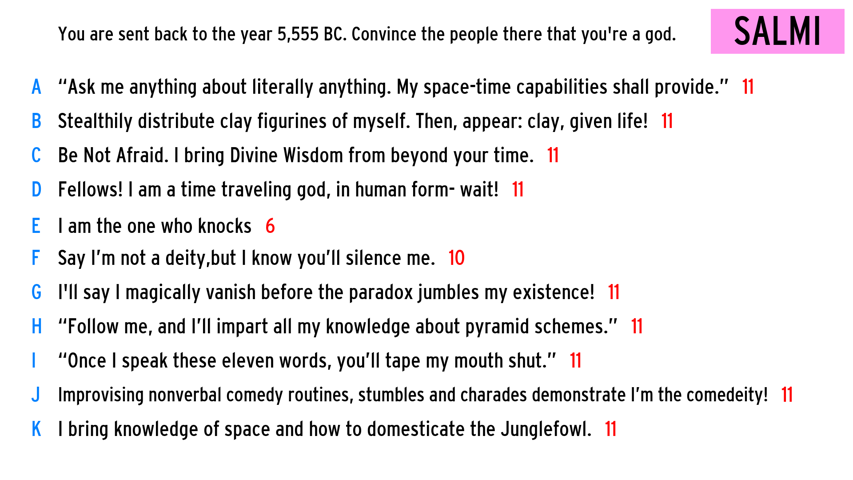 You are sent back to the year 5,555 BC. Convince the people there that you're a god.
SALMI
A “Ask me anything about literally anything. My space-time capabilities shall provide.” 11
B Stealthily distribute clay figurines of myself. Then, appear: clay, given life! 11
C Be Not Afraid. I bring Divine Wisdom from beyond your time. 11
D Fellows! I am a time traveling god, in human form- wait! 11
E I am the one who knocks 6
F Say I’m not a deity,but I know you’ll silence me. 10
G I'll say I magically vanish before the paradox jumbles my existence! 11
H “Follow me, and I’ll impart all my knowledge about pyramid schemes.” 11
I “Once I speak these eleven words, you’ll tape my mouth shut.” 11
J Improvising nonverbal comedy routines, stumbles and charades demonstrate I’m the comedeity! 11
K I bring knowledge of space and how to domesticate the Junglefowl. 11